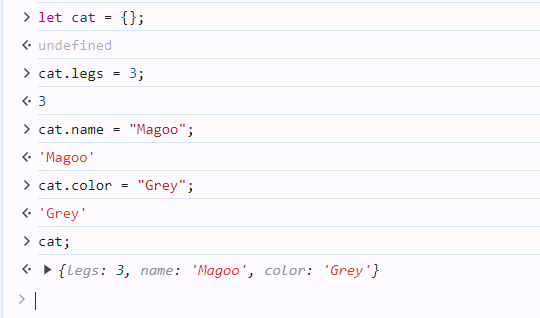 > let cat = {};
undefined
> cat.legs = 3;
3
> cat.name = "Magoo";
'Magoo'
> cat.color = "Grey";
'Grey'
> cat;
{legs: 3, name: 'Magoo', color: 'Grey'}
>